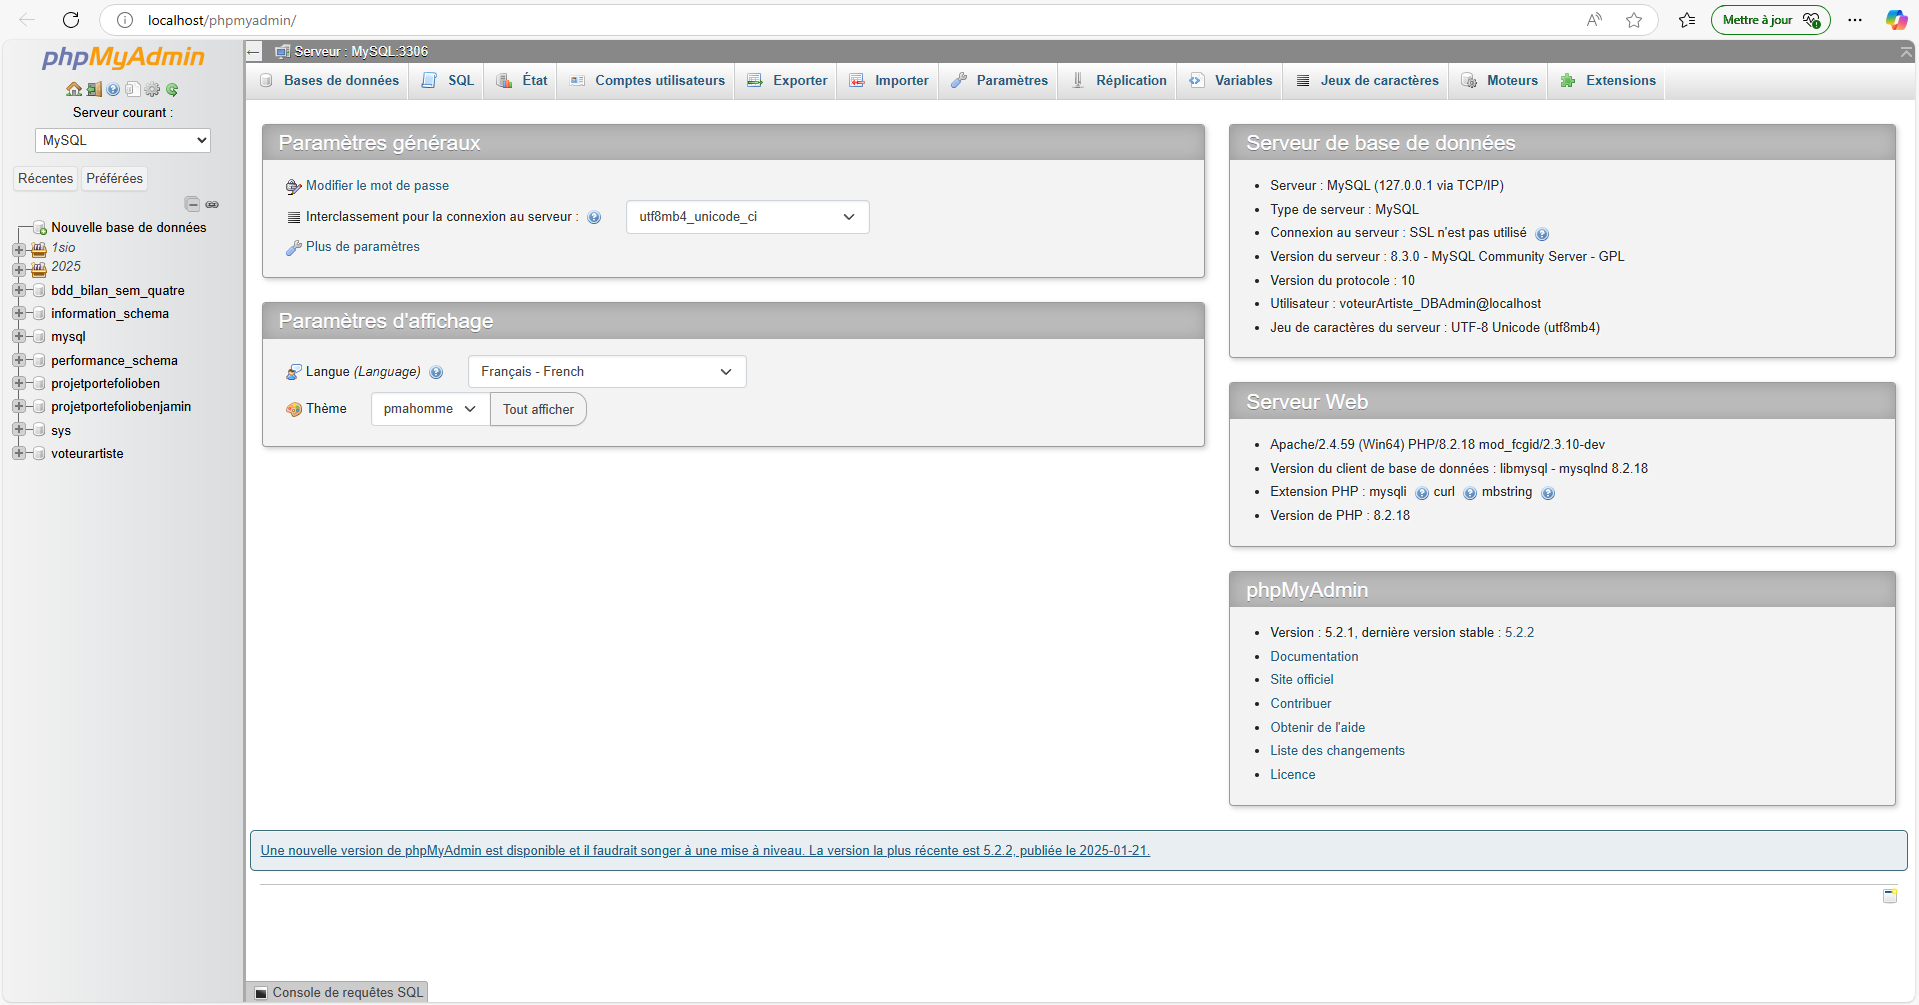 localhost/phpmyadmin/
Mettre à jour
phpMyAdmin
Serveur courant :
MySQL
Récentes
Préférées
Nouvelle base de données
1sio
2025
bdd_bilan_sem_quatre
information_schema
mysql
performance_schema
projetportefolioben
projetportefoliobenjamin
sys
voteurartiste
Serveur : MySQL:3306
Bases de données
SQL
État
Comptes utilisateurs
Exporter
Importer
Paramètres
Réplication
Variables
Jeux de caractères
Moteurs
Extensions
Paramètres généraux
Modifier le mot de passe
Interclassement pour la connexion au serveur :
utf8mb4_unicode_ci
Plus de paramètres
Paramètres d'affichage
Langue (Language)
Français - French
Thème
pmahomme
Tout afficher
Serveur de base de données
Serveur : MySQL (127.0.0.1 via TCP/IP)
Type de serveur : MySQL
Connexion au serveur : SSL n'est pas utilisé
Version du serveur : 8.3.0 - MySQL Community Server - GPL
Version du protocole : 10
Utilisateur : voteurArtiste_DBAdmin@localhost
Jeu de caractères du serveur : UTF-8 Unicode (utf8mb4)
Serveur Web
Apache/2.4.59 (Win64) PHP/8.2.18 mod_fcgid/2.3.10-dev
Version du client de base de données : libmysql - mysqlnd 8.2.18
Extension PHP : mysqli curl mbstring
Version de PHP : 8.2.18
phpMyAdmin
Version : 5.2.1, dernière version stable : 5.2.2
Documentation
Site officiel
Contribuer
Obtenir de l'aide
Liste des changements
Licence
Une nouvelle version de phpMyAdmin est disponible et il faudrait songer à une mise à niveau. La version la plus récente est 5.2.2, publiée le 2025-01-21.
Console de requêtes SQL